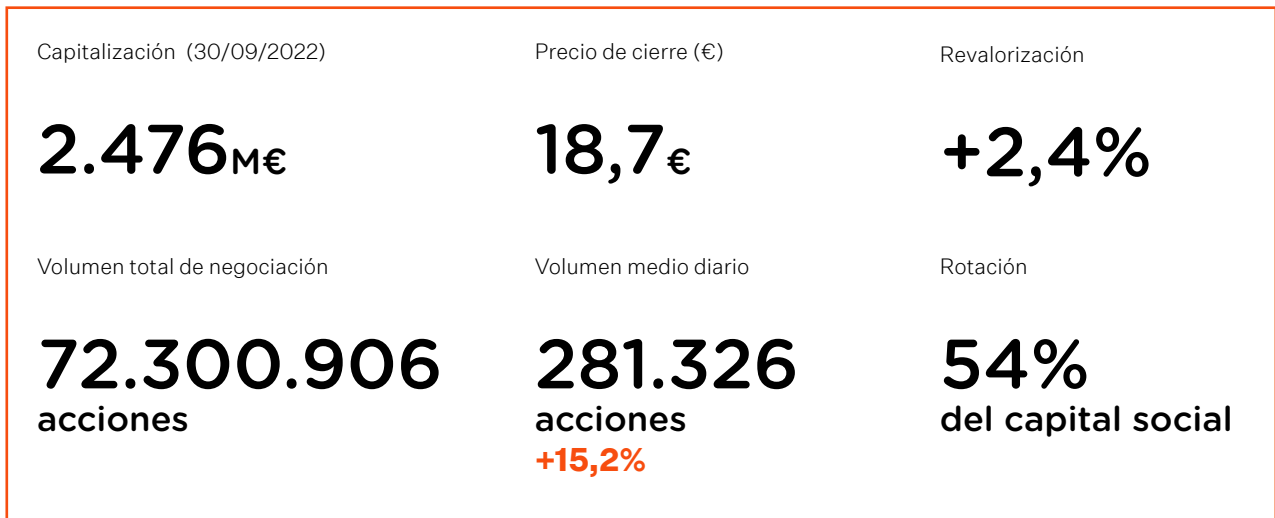 Capitalización (30/09/2022)
2.476M€
Precio de cierre (€)
18,7€
Revalorización
+2,4%
Volumen total de negociación
72.300.906
acciones
Volumen medio diario
281.326
acciones
+15,2%
Rotación
54%
del capital social